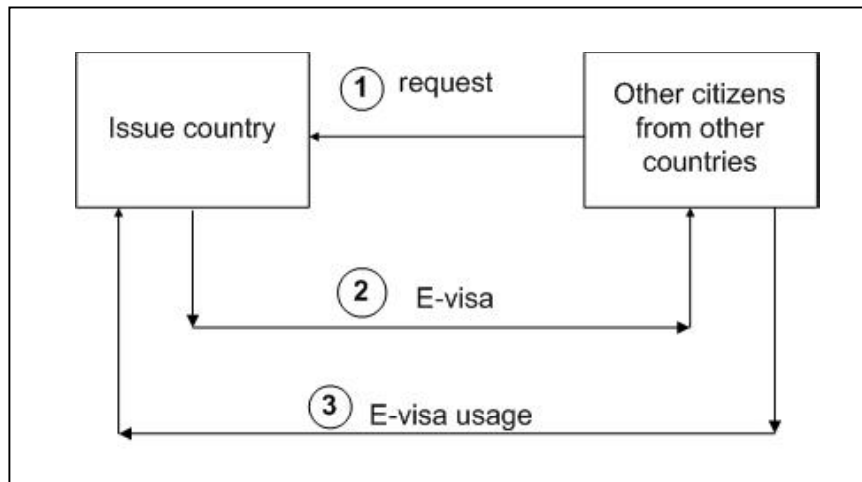 Issue country
1 request
Other citizens
from other
countries
2 E-visa
3 E-visa usage